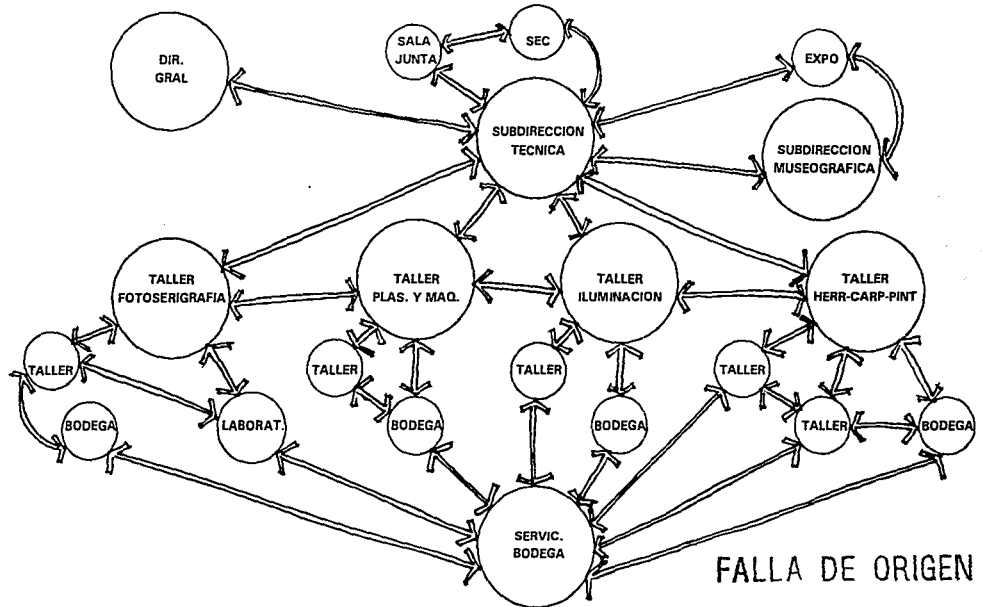 DIR.
GRAL
SALA
JUNTA
SEC
EXPO
SUBDIRECCION
TECNICA
SUBDIRECCION
MUSEOGRAFICA
TALLER
FOTOSERIGRAFIA
TALLER
PLAS. Y MAQ.
TALLER
ILUMINACION
TALLER
HERR-CARP-PINT
TALLER
TALLER
TALLER
TALLER
BODEGA
LABORAT.
BODEGA
BODEGA
TALLER
BODEGA
SERVIC.
BODEGA
FALLA DE ORIGEN